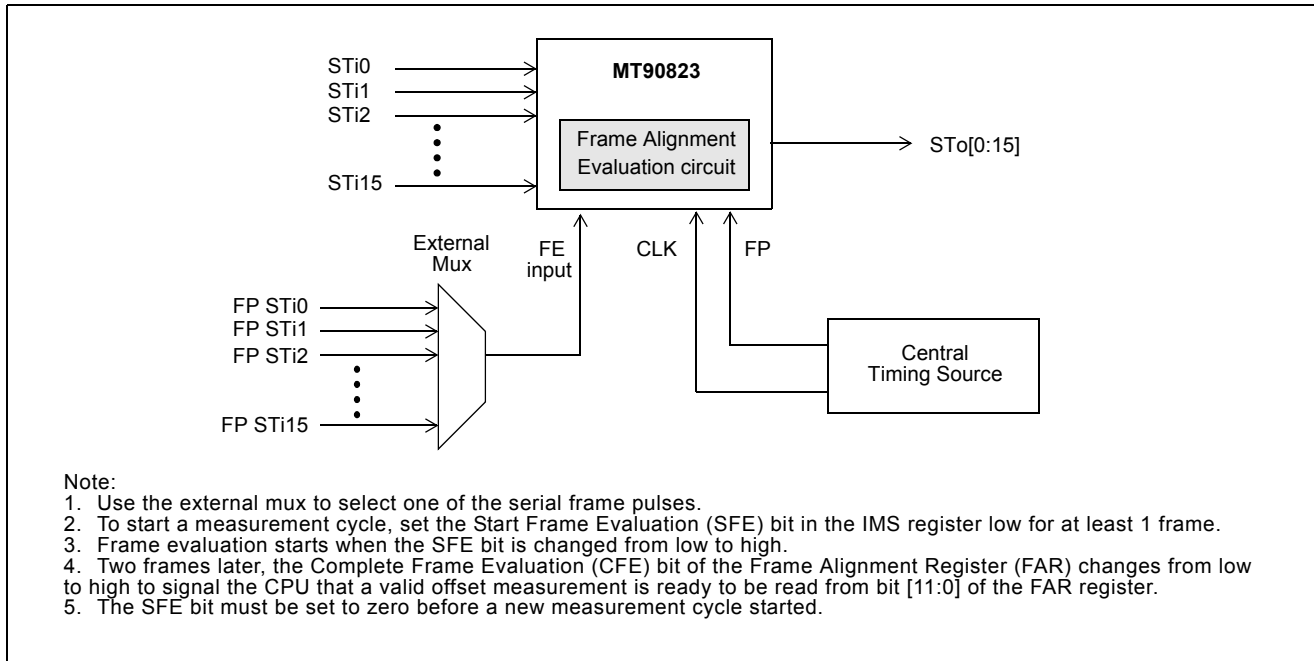 STi0
STi1
STi2
STi15
MT90823
Frame Alignment
Evaluation circuit
STo[0:15]
External
Mux
FE
input
CLK
FP
FP STi0
FP STi1
FP STi2
FP STi15
Central
Timing Source
Note:
1. Use the external mux to select one of the serial frame pulses.
2. To start a measurement cycle, set the Start Frame Evaluation (SFE) bit in the IMS register low for at least 1 frame.
3. Frame evaluation starts when the SFE bit is changed from low to high.
4. Two frames later, the Complete Frame Evaluation (CFE) bit of the Frame Alignment Register (FAR) changes from low
to high to signal the CPU that a valid offset measurement is ready to be read from bit [11:0] of the FAR register.
5. The SFE bit must be set to zero before a new measurement cycle started.